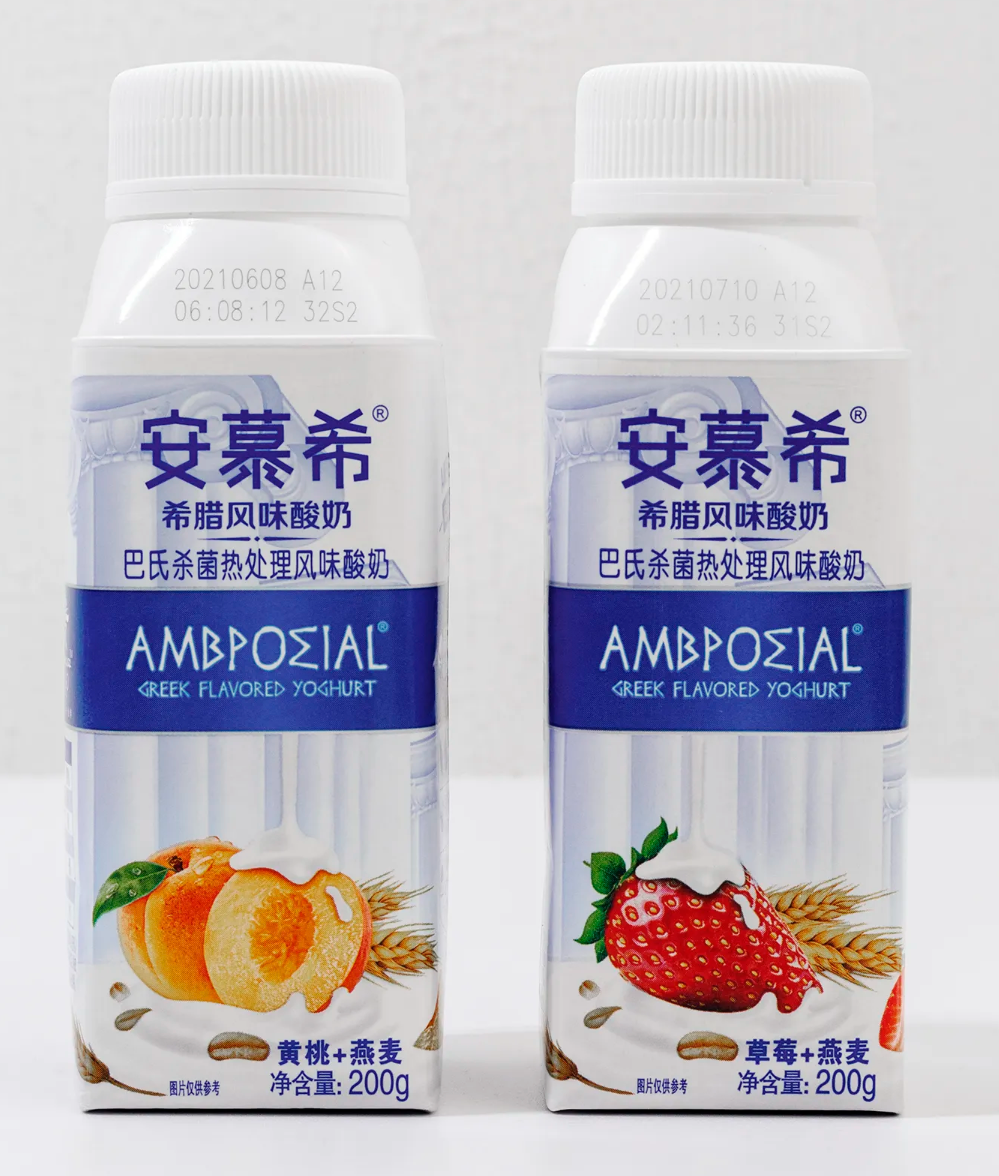 20210608 A12
06:08:12 32S2
安慕希®
希腊风味酸奶
巴氏杀菌热处理风味酸奶
AMBPOΣIAL®
GREEK FLAVORED YOGHURT
黄桃+燕麦
图片仅供参考
净含量: 200g
20210710 A12
02:11:36 31S2
安慕希®
希腊风味酸奶
巴氏杀菌热处理风味酸奶
AMBPOΣIAL®
GREEK FLAVORED YOGHURT
草莓+燕麦
图片仅供参考
净含量: 200g